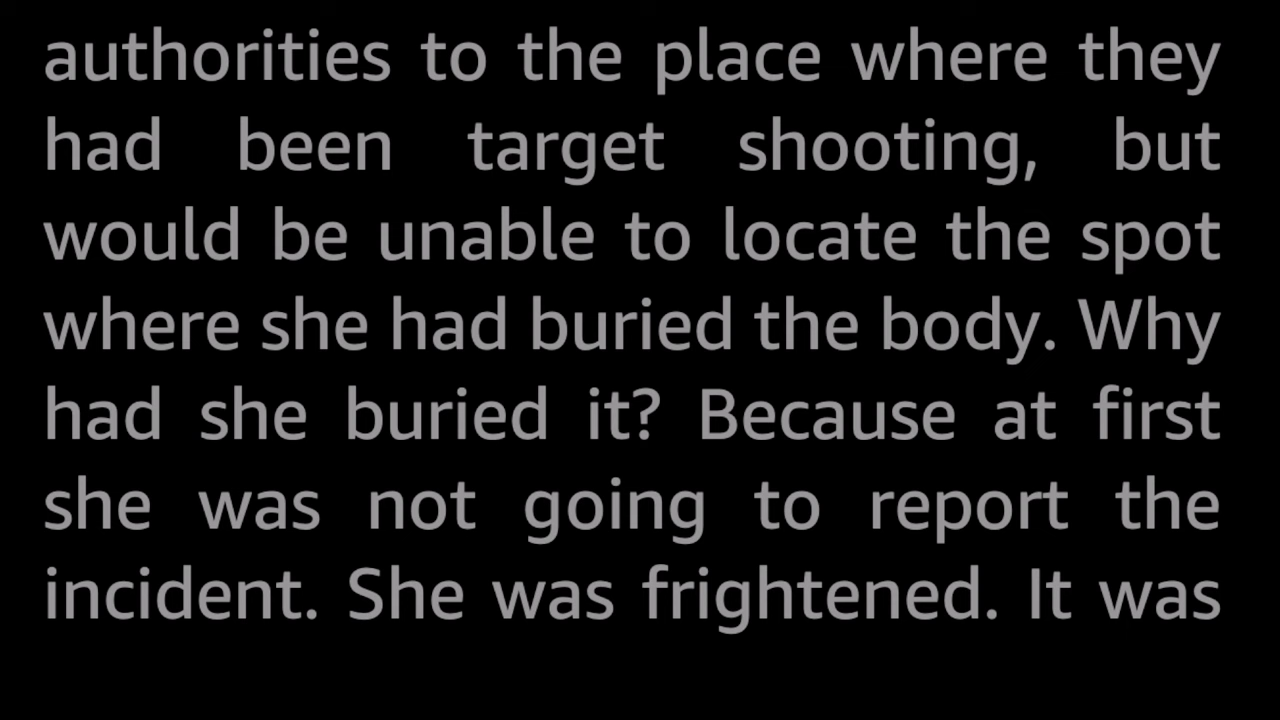 authorities to the place where they
had been target shooting, but
would be unable to locate the spot
where she had buried the body. Why
had she buried it? Because at first
she was not going to report the
incident. She was frightened. It was